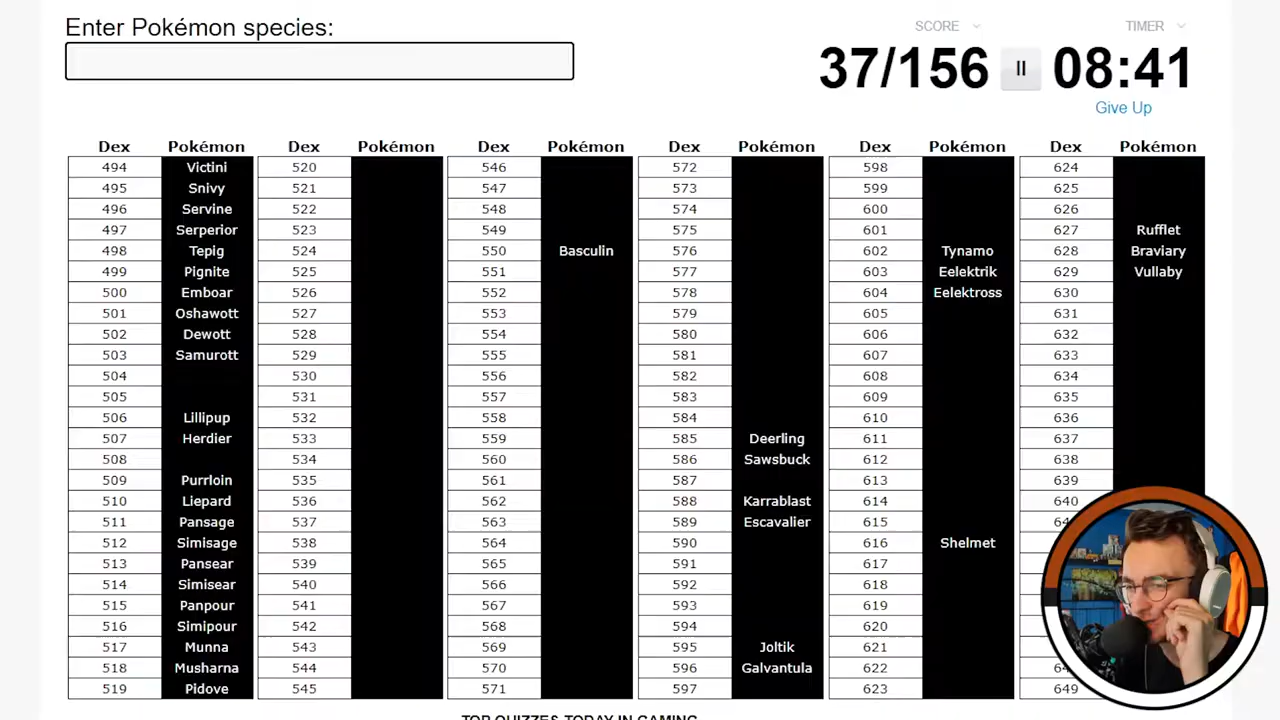 Enter Pokémon species:
SCORE TIMER
37/156 08:41
Give Up
Dex Pokémon Dex Pokémon Dex Pokémon Dex Pokémon Dex Pokémon Dex Pokémon
494 Victini 520 546 572 598 624
495 Snivy 521 547 573 599 625
496 Servine 522 548 574 600 626
497 Serperior 523 549 575 601 627 Rufflet
498 Tepig 524 550 Basculin 576 602 Tynamo 628 Braviary
499 Pignite 525 551 577 603 Eelektrik 629 Vullaby
500 Emboar 526 552 578 604 Eelektross 630
501 Oshawott 527 553 579 605 631
502 Dewott 528 554 580 606 632
503 Samurott 529 555 581 607 633
504 530 556 582 608 634
505 531 557 583 609 635
506 Lillipup 532 558 584 610 636
507 Herdier 533 559 585 Deerling 611 637
508 534 560 586 Sawsbuck 612 638
509 Purrloin 535 561 587 613 639
510 Liepard 536 562 588 Karrablast 614 640
511 Pansage 537 563 589 Escavalier 615
512 Simisage 538 564 590 616 Shelmet
513 Pansear 539 565 591 617
514 Simisear 540 566 592 618
515 Panpour 541 567 593 619
516 Simipour 542 568 594 620
517 Munna 543 569 595 Joltik 621
518 Musharna 544 570 596 Galvantula 622
519 Pidove 545 571 597 623 649
TOP QUIZZES TODAY IN GAMING